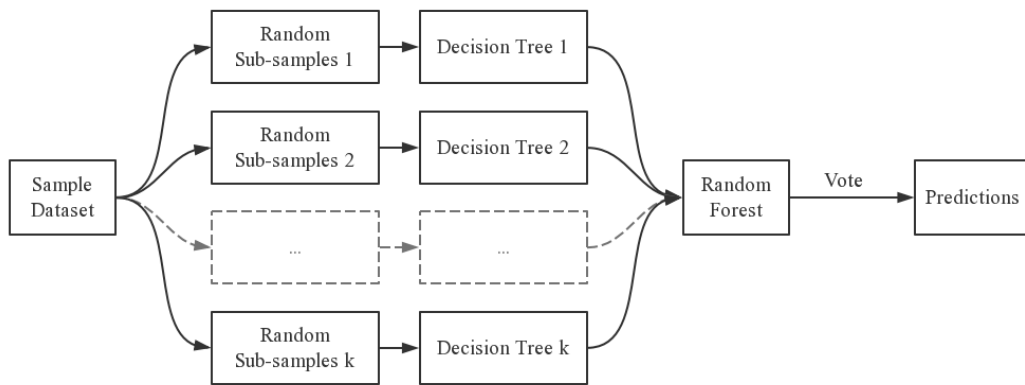 Random
Sub-samples 1
Decision Tree 1
Random
Sub-samples 2
Decision Tree 2
Sample
Dataset
Random
Forest
Vote
Predictions
...
...
Random
Sub-samples k
Decision Tree k